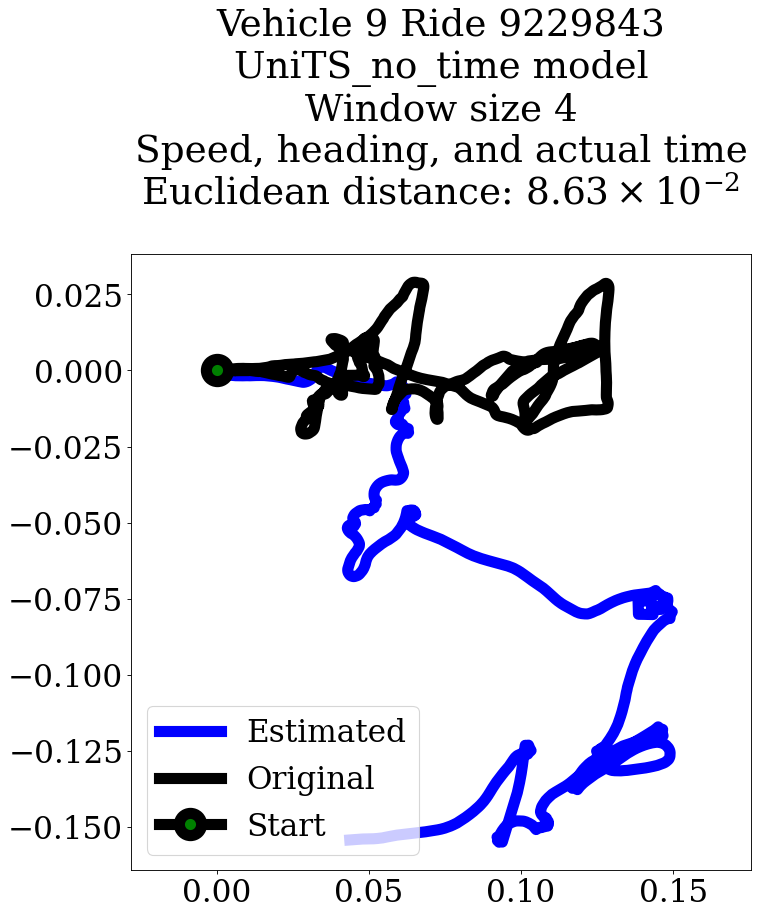 Vehicle 9 Ride 9229843
UniTS_no_time model
Window size 4
Speed, heading, and actual time
Euclidean distance: 8.63 × 10⁻²
0.025
0.000
−0.025
−0.050
−0.075
−0.100
−0.125
−0.150
Estimated
Original
Start
0.00 0.05 0.10 0.15